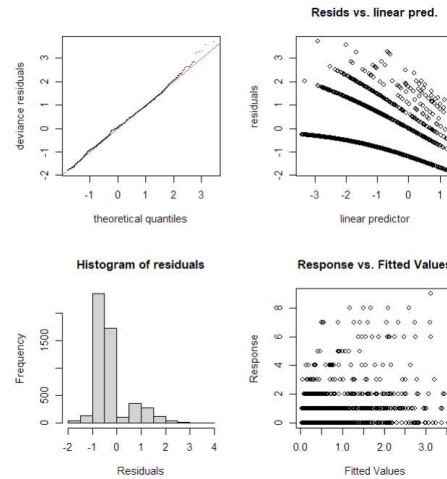 Resids vs. linear pred.
deviance residuals
-2 -1 0 1 2 3
-1 0 1 2 3
theoretical quantiles
residuals
-2 -1 0 1 2 3
-3 -2 -1 0 1
linear predictor
Histogram of residuals
Frequency
0 500 1500
-2 -1 0 1 2 3 4
Residuals
Response vs. Fitted Values
Response
0 2 4 6 8
0.0 1.0 2.0 3.0
Fitted Values